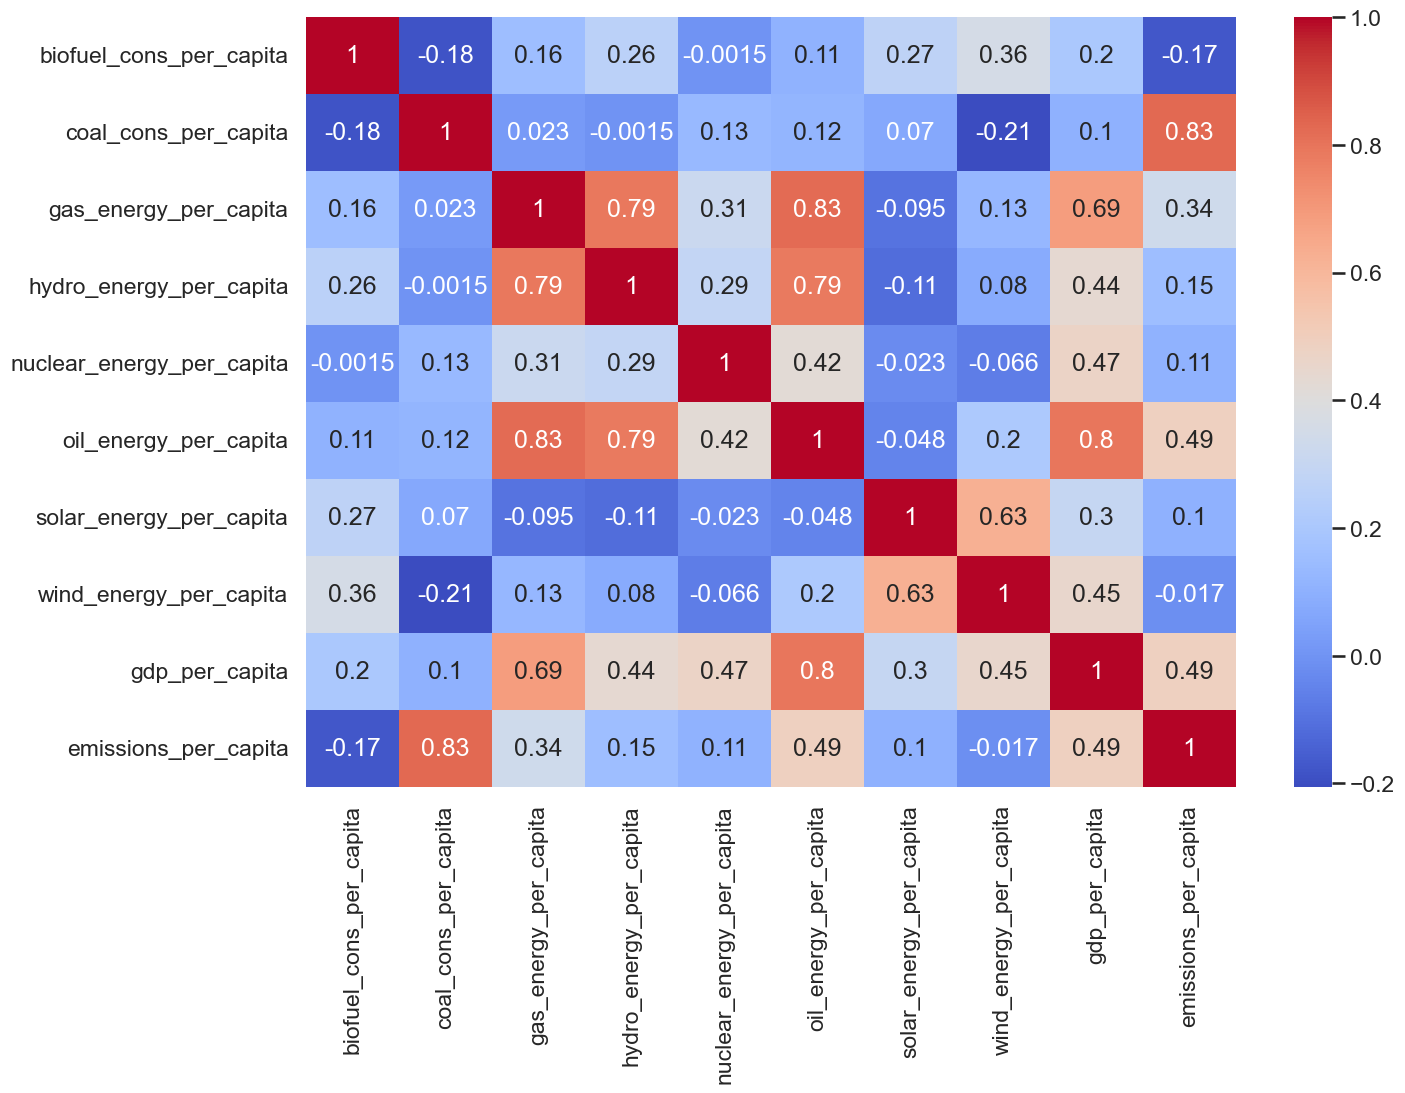 biofuel_cons_per_capita 1 -0.18 0.16 0.26 -0.0015 0.11 0.27 0.36 0.2 -0.17
coal_cons_per_capita -0.18 1 0.023 -0.0015 0.13 0.12 0.07 -0.21 0.1 0.83
gas_energy_per_capita 0.16 0.023 1 0.79 0.31 0.83 -0.095 0.13 0.69 0.34
hydro_energy_per_capita 0.26 -0.0015 0.79 1 0.29 0.79 -0.11 0.08 0.44 0.15
nuclear_energy_per_capita -0.0015 0.13 0.31 0.29 1 0.42 -0.023 -0.066 0.47 0.11
oil_energy_per_capita 0.11 0.12 0.83 0.79 0.42 1 -0.048 0.2 0.8 0.49
solar_energy_per_capita 0.27 0.07 -0.095 -0.11 -0.023 -0.048 1 0.63 0.3 0.1
wind_energy_per_capita 0.36 -0.21 0.13 0.08 -0.066 0.2 0.63 1 0.45 -0.017
gdp_per_capita 0.2 0.1 0.69 0.44 0.47 0.8 0.3 0.45 1 0.49
emissions_per_capita -0.17 0.83 0.34 0.15 0.11 0.49 0.1 -0.017 0.49 1
biofuel_cons_per_capita
coal_cons_per_capita
gas_energy_per_capita
hydro_energy_per_capita
nuclear_energy_per_capita
oil_energy_per_capita
solar_energy_per_capita
wind_energy_per_capita
gdp_per_capita
emissions_per_capita
1.0
0.8
0.6
0.4
0.2
0.0
−0.2